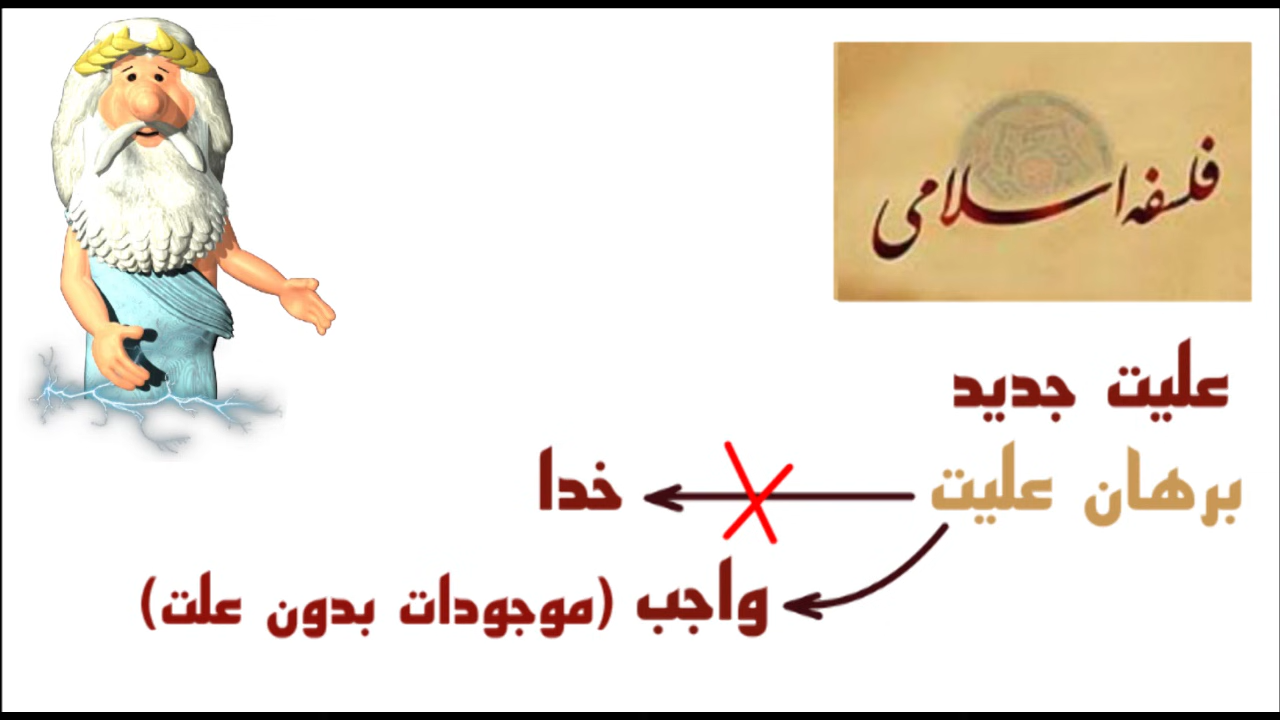 فلسفه اسلامی
علیت جدید
برهان علیت
خدا
واجب (موجودات بدون علت)